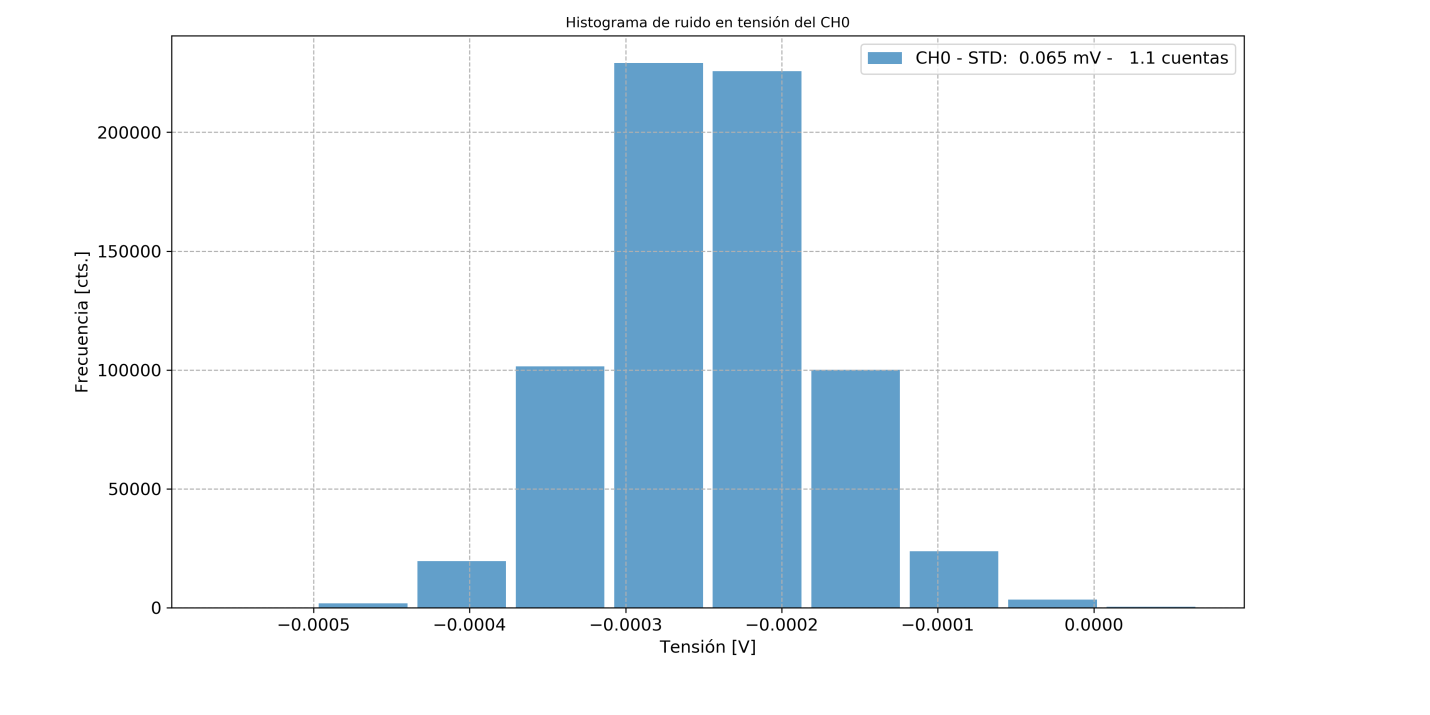 Histograma de ruido en tensión del CH0
CH0 - STD:  0.065 mV -   1.1 cuentas
200000
150000
100000
50000
0
Frecuencia [cts.]
−0.0005
−0.0004
−0.0003
−0.0002
−0.0001
0.0000
Tensión [V]